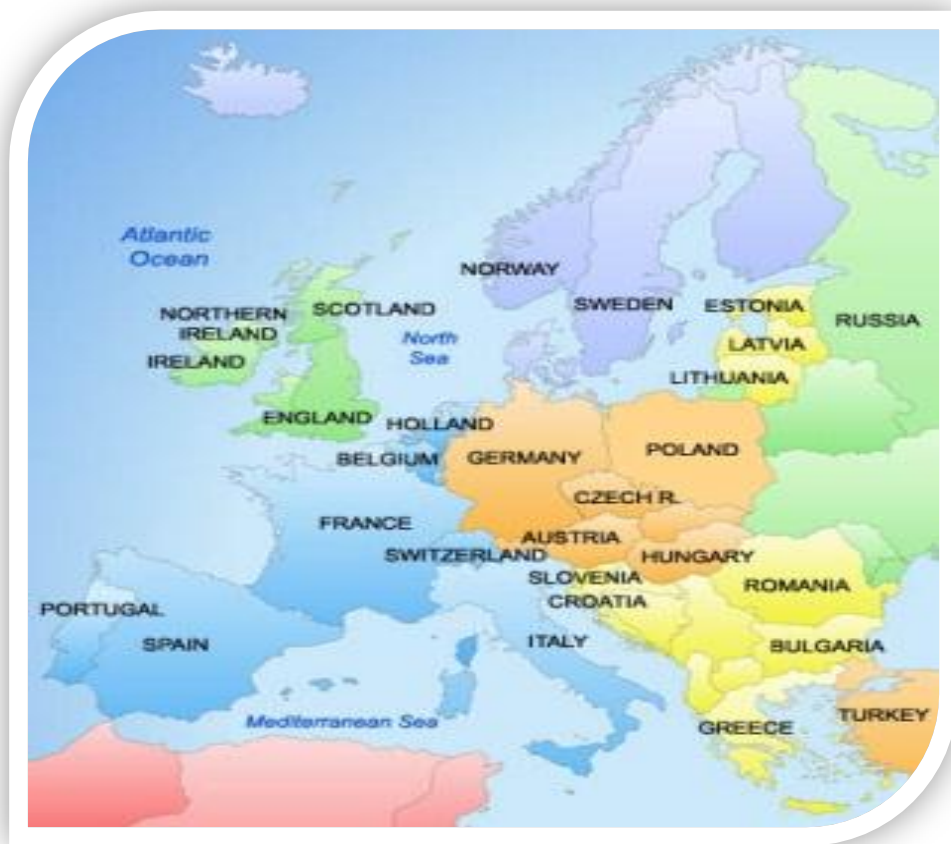 Atlantic
Ocean
NORWAY
SWEDEN
ESTONIA
RUSSIA
NORTHERN
IRELAND
SCOTLAND
North
Sea
LATVIA
IRELAND
LITHUANIA
ENGLAND
HOLLAND
BELGIUM
GERMANY
POLAND
CZECH R.
FRANCE
AUSTRIA
SWITZERLAND
HUNGARY
SLOVENIA
ROMANIA
CROATIA
PORTUGAL
SPAIN
ITALY
BULGARIA
Mediterranean Sea
GREECE
TURKEY